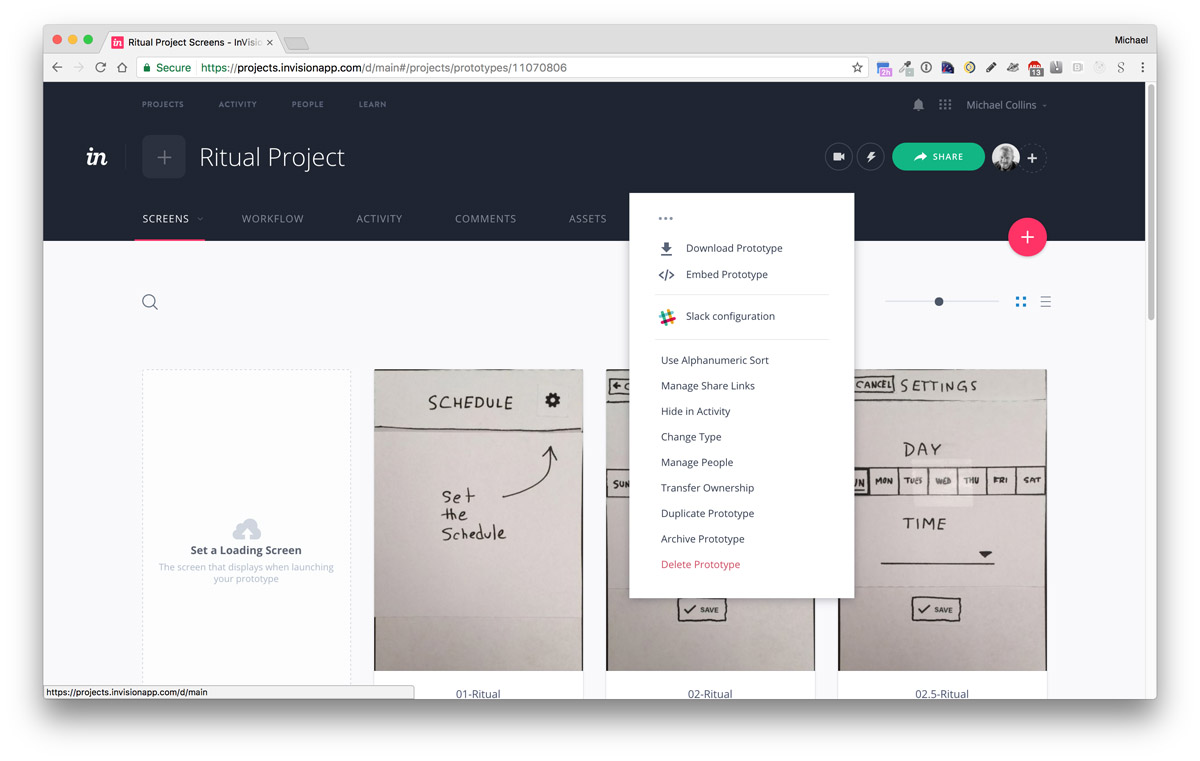 Ritual Project Screens - InVisio
Michael
Secure https://projects.invisionapp.com/d/main#/projects/prototypes/11070806
2h
13
PROJECTS ACTIVITY PEOPLE LEARN
Michael Collins
in
Ritual Project
SHARE
SCREENS WORKFLOW ACTIVITY COMMENTS ASSETS
Download Prototype
Embed Prototype
Slack configuration
Use Alphanumeric Sort
Manage Share Links
Hide in Activity
Change Type
Manage People
Transfer Ownership
Duplicate Prototype
Archive Prototype
Delete Prototype
Set a Loading Screen
The screen that displays when launching
your prototype
SCHEDULE
Set
the
Schedule
01-Ritual
SUN
SAVE
02-Ritual
CANCEL SETTINGS
DAY
UN MON TUES WED THU FRI SAT
TIME
SAVE
02.5-Ritual
https://projects.invisionapp.com/d/main